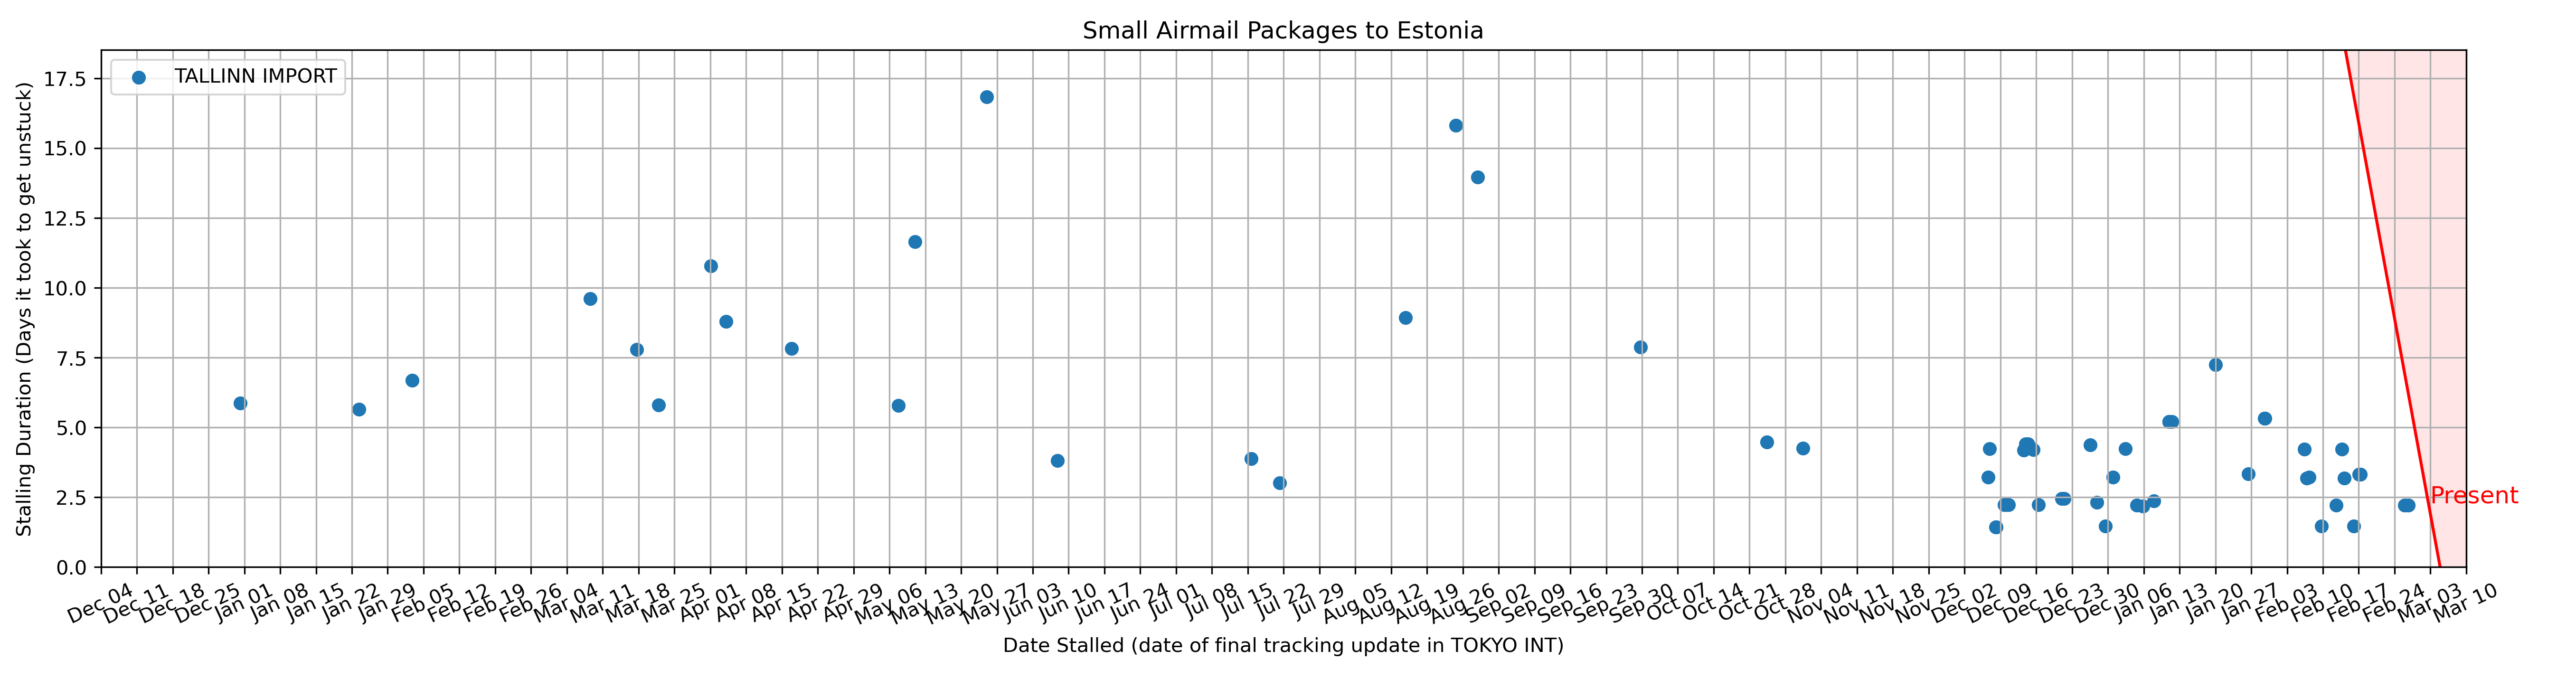 Small Airmail Packages to Estonia
TALLINN IMPORT
Stalling Duration (Days it took to get unstuck)
17.5
15.0
12.5
10.0
7.5
5.0
2.5
0.0
Present
Dec 04 Dec 11 Dec 18 Dec 25 Jan 01 Jan 08 Jan 15 Jan 22 Jan 29 Feb 05 Feb 12 Feb 19 Feb 26 Mar 04 Mar 11 Mar 18 Mar 25 Apr 01 Apr 08 Apr 15 Apr 22 Apr 29 May 06 May 13 May 20 May 27 Jun 03 Jun 10 Jun 17 Jun 24 Jul 01 Jul 08 Jul 15 Jul 22 Jul 29 Aug 05 Aug 12 Aug 19 Aug 26 Sep 02 Sep 09 Sep 16 Sep 23 Sep 30 Oct 07 Oct 14 Oct 21 Oct 28 Nov 04 Nov 11 Nov 18 Nov 25 Dec 02 Dec 09 Dec 16 Dec 23 Dec 30 Jan 06 Jan 13 Jan 20 Jan 27 Feb 03 Feb 10 Feb 17 Feb 24 Mar 03 Mar 10
Date Stalled (date of final tracking update in TOKYO INT)